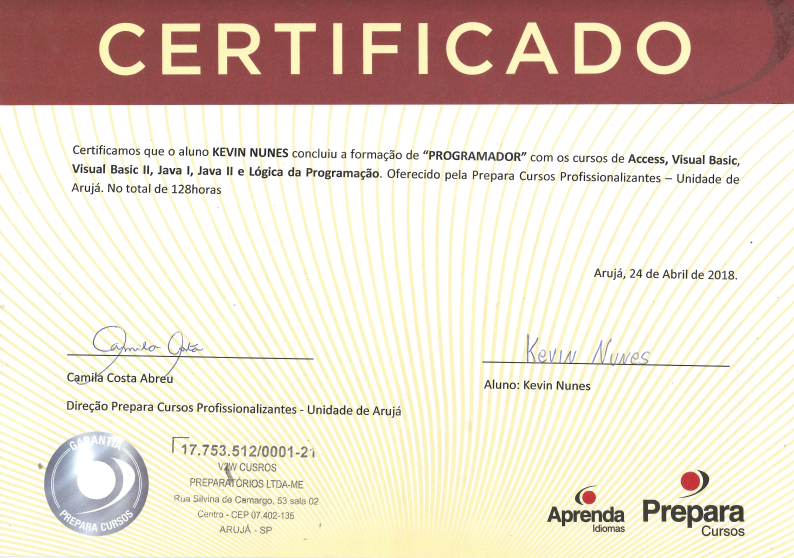 CERTIFICADO
Certificamos que o aluno KEVIN NUNES concluiu a formação de “PROGRAMADOR” com os cursos de Access, Visual Basic,
Visual Basic II, Java I, Java II e Lógica da Programação. Oferecido pela Prepara Cursos Profissionalizantes – Unidade de
Arujá. No total de 128horas
Arujá, 24 de Abril de 2018.
Camila Costa
Kevin Nunes
Camila Costa Abreu
Aluno: Kevin Nunes
Direção Prepara Cursos Profissionalizantes - Unidade de Arujá
GARANTIA
PREPARA CURSOS
17.753.512/0001-21
V2W CUSROS
PREPARATÓRIOS LTDA-ME
Rua Silvina de Camargo, 53 sala 02
Centro - CEP 07.402-135
ARUJÁ - SP
Aprenda
Idiomas
Prepara
Cursos